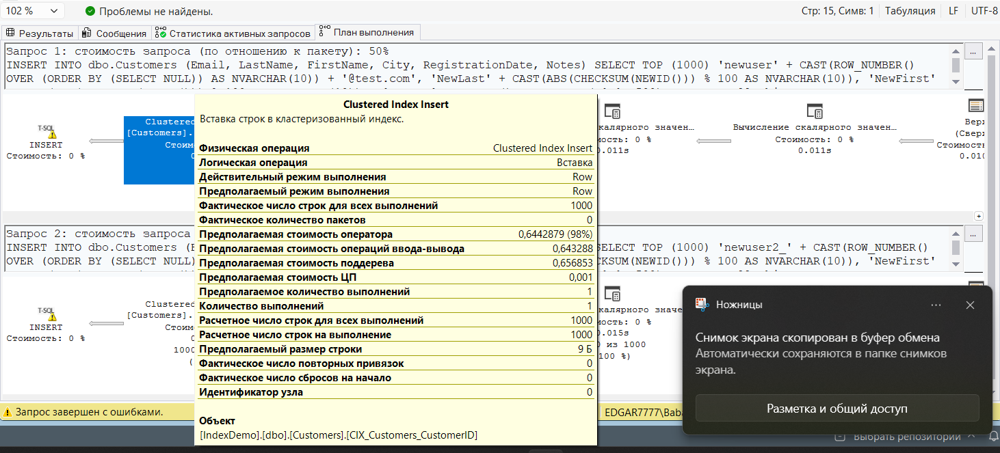 102 %
Проблемы не найдены.
Стр: 15, Симв: 1
Табуляция
LF
UTF-8
Результаты
Сообщения
Статистика активных запросов
План выполнения
Запрос 1: стоимость запроса (по отношению к пакету): 50%
INSERT INTO dbo.Customers (Email, LastName, FirstName, City, RegistrationDate, Notes) SELECT TOP (1000) 'newuser' + CAST(ROW_NUMBER()
OVER (ORDER BY (SELECT NULL)) AS NVARCHAR(10)) + '@test.com', 'NewLast' + CAST(ABS(CHECKSUM(NEWID())) % 100 AS NVARCHAR(10)), 'NewFirst'
...
T-SQL
INSERT
Стоимость: 0 %
Clustered
[Customers].
Стоим
Clustered Index Insert
Вставка строк в кластеризованный индекс.
Физическая операция Clustered Index Insert
Логическая операция Вставка
Действительный режим выполнения Row
Предполагаемый режим выполнения Row
Фактическое число строк для всех выполнений 1000
Фактическое количество пакетов 0
Предполагаемая стоимость оператора 0,6442879 (98%)
Предполагаемая стоимость операций ввода-вывода 0,643288
Предполагаемая стоимость поддерева 0,656853
Предполагаемая стоимость ЦП 0,001
Предполагаемое количество выполнений 1
Количество выполнений 1
Расчетное число строк для всех выполнений 1000
Расчетное число строк на выполнение 1000
Предполагаемый размер строки 9 Б
Фактическое число повторных привязок 0
Фактическое число сбросов на начало 0
Идентификатор узла 0
Объект
[IndexDemo].[dbo].[Customers].[CIX_Customers_CustomerID]
калярного значен...
мость: 0 %
0.011s
Вычисление скалярного значен...
Стоимость: 0 %
0.011s
Верх
(Сверх
Стоимость
0.010
Запрос 2: стоимость запроса
INSERT INTO dbo.Customers (
SELECT TOP (1000) 'newuser2_' + CAST(ROW_NUMBER()
OVER (ORDER BY (SELECT NULL)
CKSUM(NEWID())) % 100 AS NVARCHAR(10)), 'NewFirst'
...
T-SQL
INSERT
Стоимость: 0 %
Clustered
[Customers].
Стоим
1000
калярного значе
мость: 0 %
0.015s
из 1000
100 %)
Ножницы
Снимок экрана скопирован в буфер обмена
Автоматически сохраняются в папке снимков
экрана.
Разметка и общий доступ
Запрос завершен с ошибками.
EDGAR7777\Baba
Выбрать репозиторий